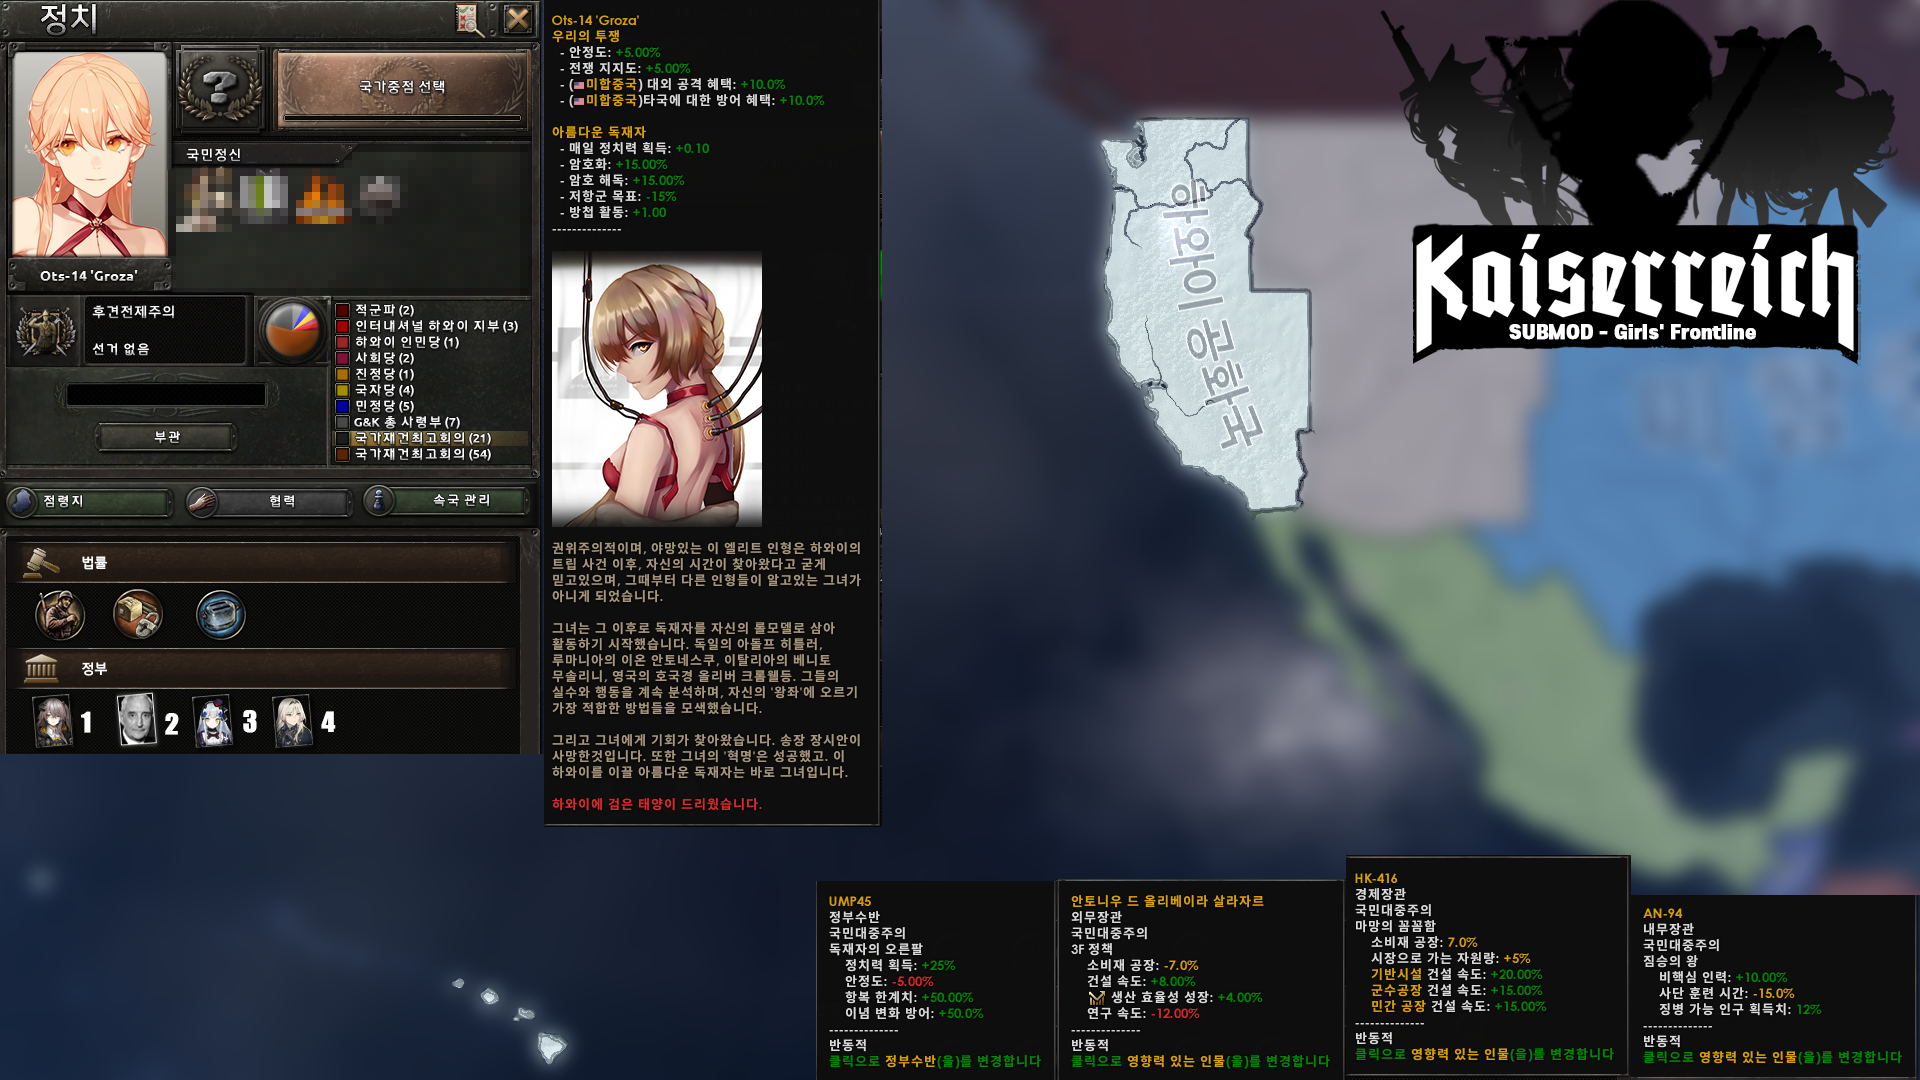 정치
국가중점 선택
국민정신
Ots-14 'Groza'
후견전제주의
선거 없음
적군파 (2)
인터내셔널 하와이 지부 (3)
하와이 인민당 (1)
사회당 (2)
진정당 (1)
국자당 (4)
민정당 (5)
G&K 총 사령부 (7)
국가재건최고회의 (21)
국가재건최고회의 (54)
부관
점령지
협력
속국 관리
법률
정부
1
2
3
4
Ots-14 'Groza'
우리의 투쟁
- 안정도: +5.00%
- 전쟁 지지도: +5.00%
- (미합중국) 대외 공격 혜택: +10.0%
- (미합중국)타국에 대한 방어 혜택: +10.0%
아름다운 독재자
- 매일 정치력 획득: +0.10
- 암호화: +15.00%
- 암호 해독: +15.00%
- 저항군 목표: -15%
- 방첩 활동: +1.00
--------------
권위주의적이며, 야망있는 이 엘리트 인형은 하와이의
트립 사건 이후, 자신의 시간이 찾아왔다고 굳게
믿고있으며, 그때부터 다른 인형들이 알고있는 그녀가
아니게 되었습니다.
그녀는 그 이후로 독재자를 자신의 롤모델로 삼아
활동하기 시작했습니다. 독일의 아돌프 히틀러,
루마니아의 이온 안토네스쿠, 이탈리아의 베니토
무솔리니, 영국의 호국경 올리버 크롬웰등. 그들의
실수와 행동을 계속 분석하며, 자신의 '왕좌'에 오르기
가장 적합한 방법들을 모색했습니다.
그리고 그녀에게 기회가 찾아왔습니다. 송장 장시안이
사망한것입니다. 또한 그녀의 '혁명'은 성공했고. 이
하와이를 이끌 아름다운 독재자는 바로 그녀입니다.
하와이에 검은 태양이 드리웠습니다.
하와이 공화국
Kaiserreich
SUBMOD - Girls' Frontline
UMP45
정부수반
국민대중주의
독재자의 오른팔
정치력 획득: +25%
안정도: -5.00%
항복 한계치: +50.00%
이념 변화 방어: +50.0%
--------------
반동적
클릭으로 정부수반(을)를 변경합니다
안토니우 드 올리베이라 살라자르
외무장관
국민대중주의
3F 정책
소비재 공장: -7.0%
건설 속도: +8.00%
생산 효율성 성장: +4.00%
연구 속도: -12.00%
--------------
반동적
클릭으로 영향력 있는 인물(을)를 변경합니다
HK-416
경제장관
국민대중주의
마망의 꼼꼼함
소비재 공장: 7.0%
시장으로 가는 자원량: +5%
기반시설 건설 속도: +20.00%
군수공장 건설 속도: +15.00%
민간 공장 건설 속도: +15.00%
--------------
반동적
클릭으로 영향력 있는 인물(을)를 변경합니다
AN-94
내무장관
국민대중주의
짐승의 왕
비핵심 인력: +10.00%
사단 훈련 시간: -15.0%
징병 가능 인구 획득치: 12%
--------------
반동적
클릭으로 영향력 있는 인물(을)를 변경합니다